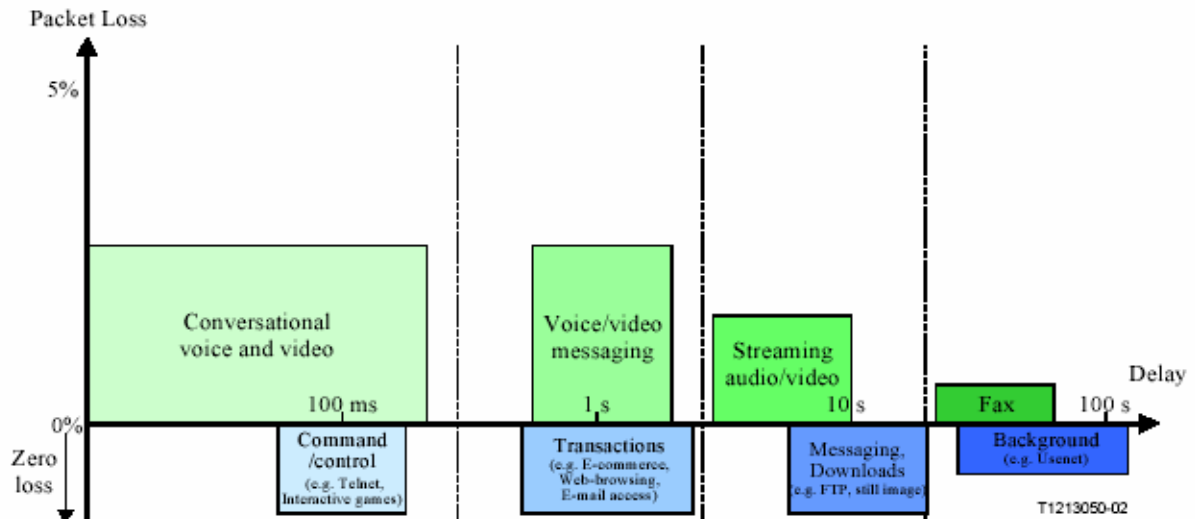 Packet Loss
5%
Conversational
voice and video
Voice/video
messaging
Streaming
audio/video
Delay
100 ms
1 s
10 s
Fax
100 s
0%
Zero
loss
Command
/control
(e.g. Telnet,
Interactive games)
Transactions
(e.g. E-commerce,
Web-browsing,
E-mail access)
Messaging,
Downloads
(e.g. FTP, still image)
Background
(e.g. Usenet)
T1213050-02